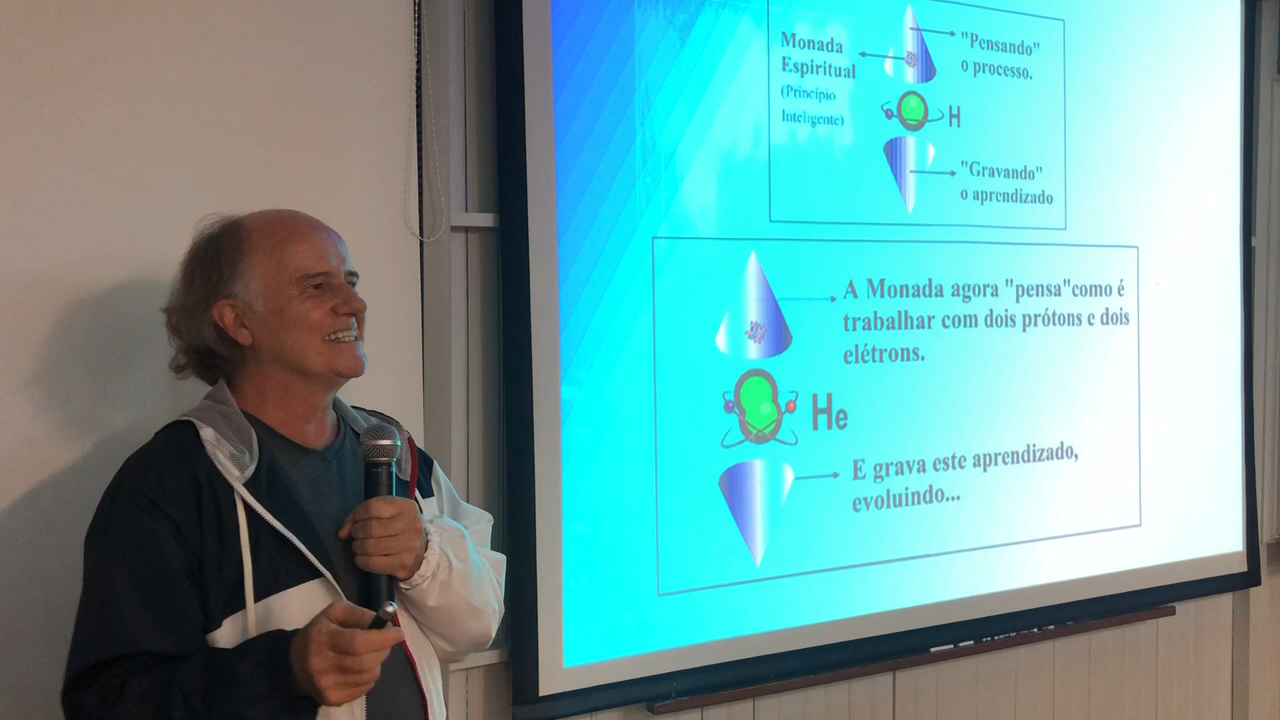 Monada
Espiritual
(Princípio
Inteligente)
"Pensando"
o processo.
H
"Gravando"
o aprendizado
A Monada agora "pensa"como é
trabalhar com dois prótons e dois
elétrons.
He
E grava este aprendizado,
evoluindo...